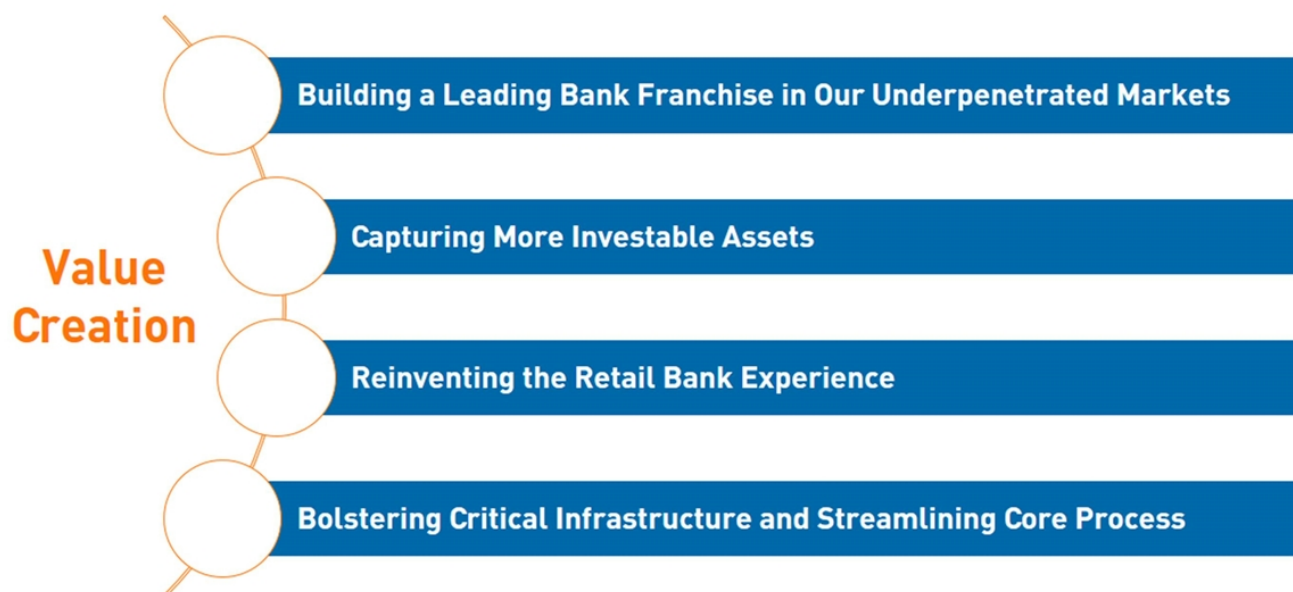 Building a Leading Bank Franchise in Our Underpenetrated Markets
Capturing More Investable Assets
Value
Creation
Reinventing the Retail Bank Experience
Bolstering Critical Infrastructure and Streamlining Core Process